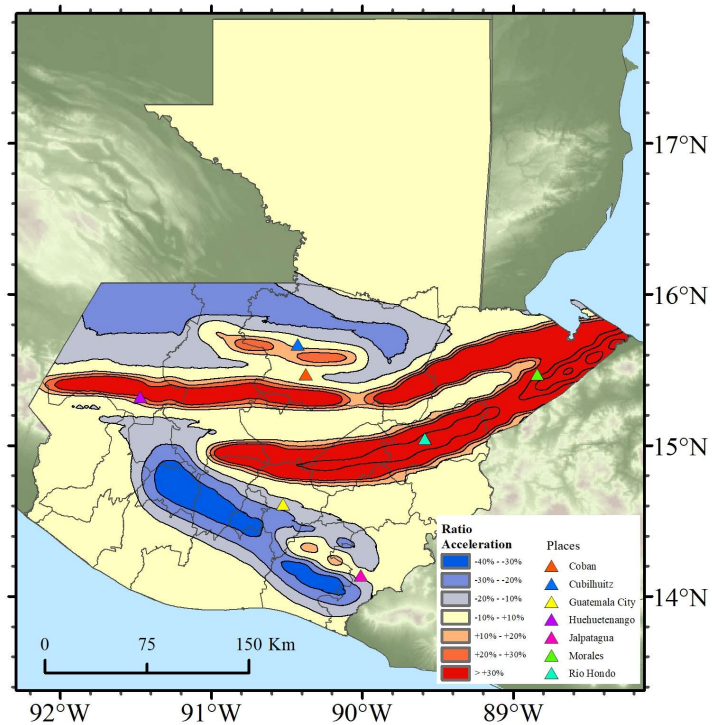 17°N
16°N
15°N
14°N
Ratio
Acceleration
-40% - -30%
-30% - -20%
-20% - -10%
-10% - +10%
+10% - +20%
+20% - +30%
> +30%
Places
Coban
Cubilhuitz
Guatemala City
Huehuetenango
Jalpatagua
Morales
Rio Hondo
0 75 150 Km
92°W 91°W 90°W 89°W